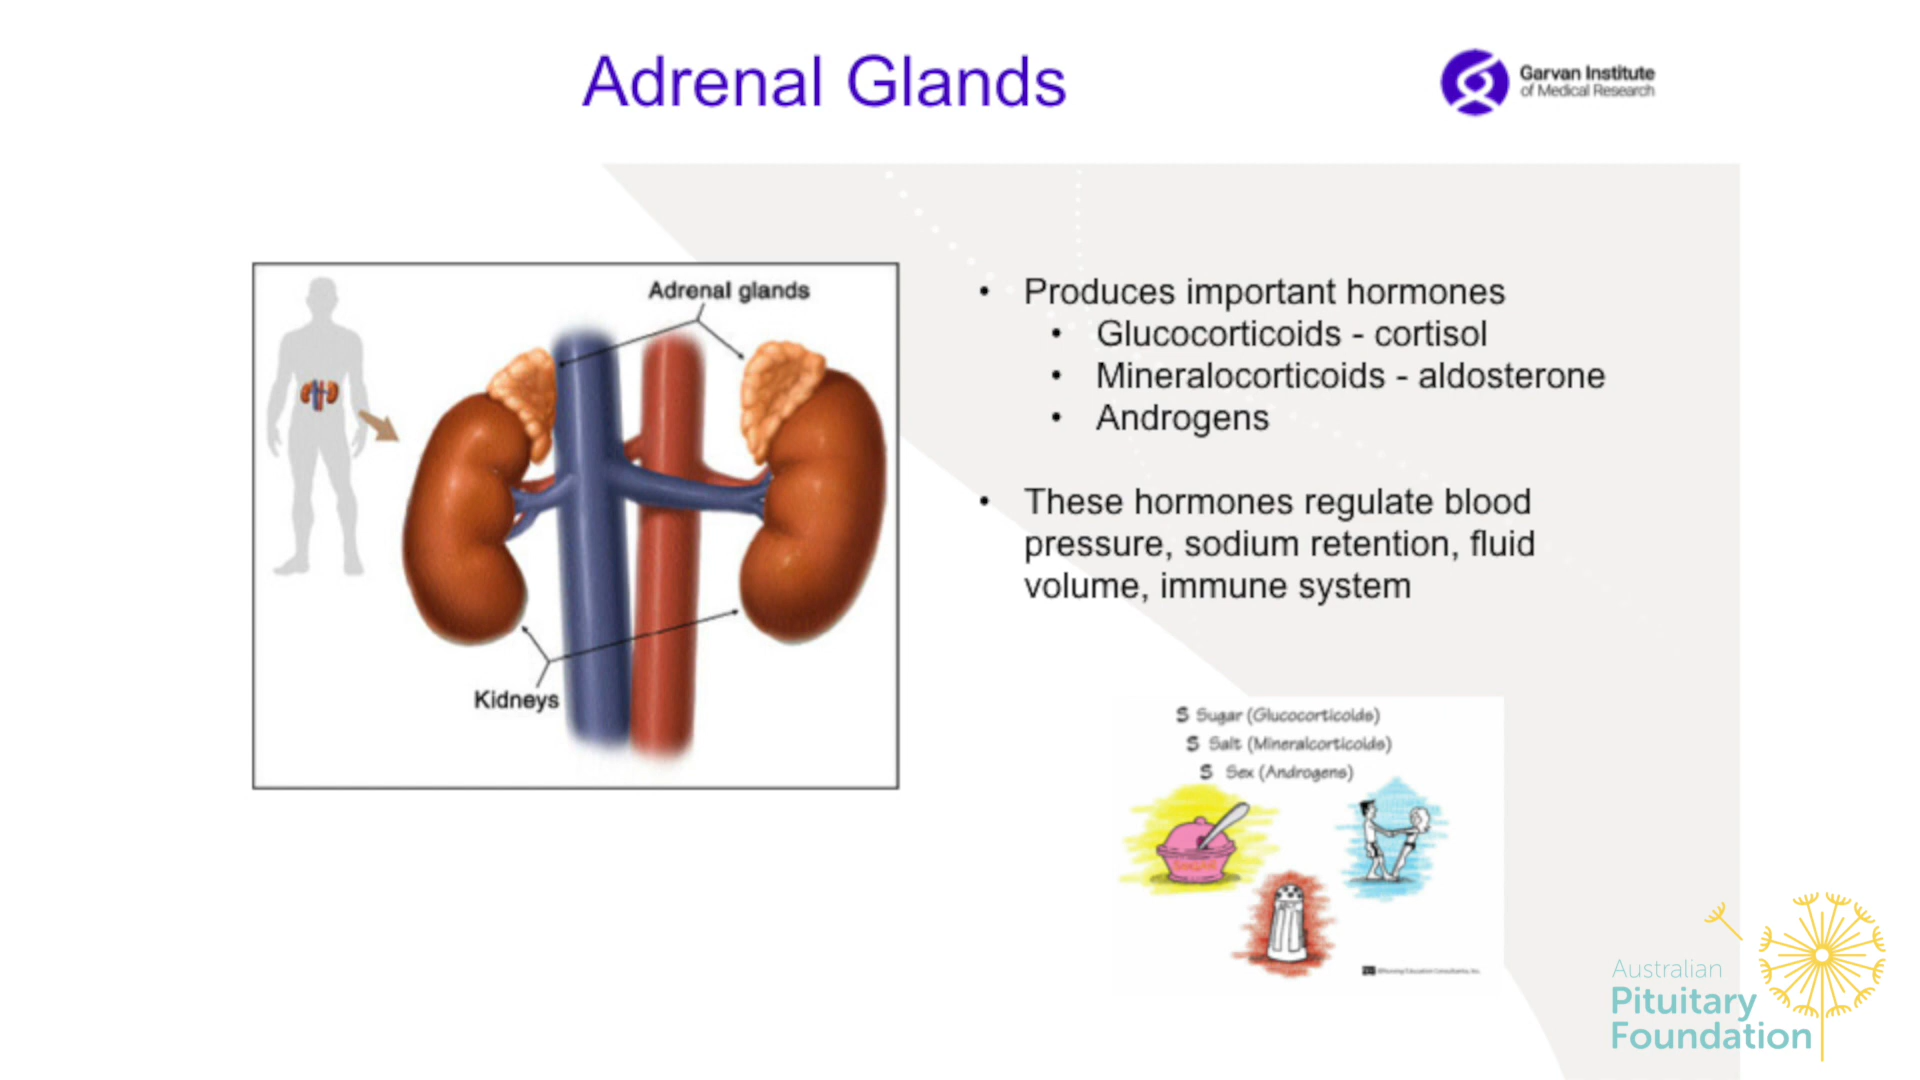 Adrenal Glands
Garvan Institute
of Medical Research
Adrenal glands
Kidneys
• Produces important hormones
• Glucocorticoids - cortisol
• Mineralocorticoids - aldosterone
• Androgens
• These hormones regulate blood
pressure, sodium retention, fluid
volume, immune system
S Sugar (Glucocorticoids)
S Salt (Mineralcorticoids)
S Sex (Androgens)
Australian
Pituitary
Foundation